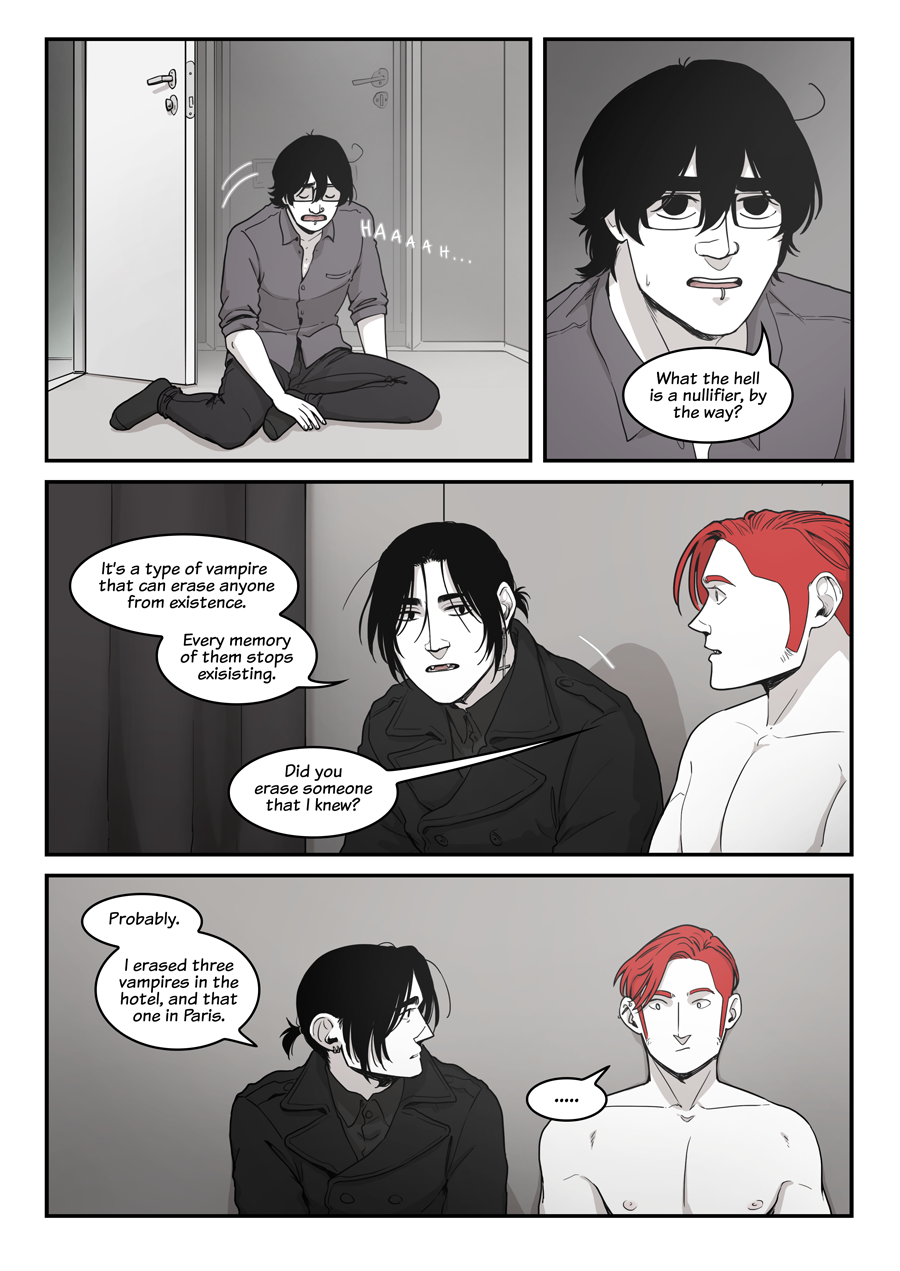 HAAAAH...
What the hell
is a nullifier, by
the way?
It's a type of vampire
that can erase anyone
from existence.
Every memory
of them stops
exisisting.
Did you
erase someone
that I knew?
Probably.
I erased three
vampires in the
hotel, and that
one in Paris.
.....